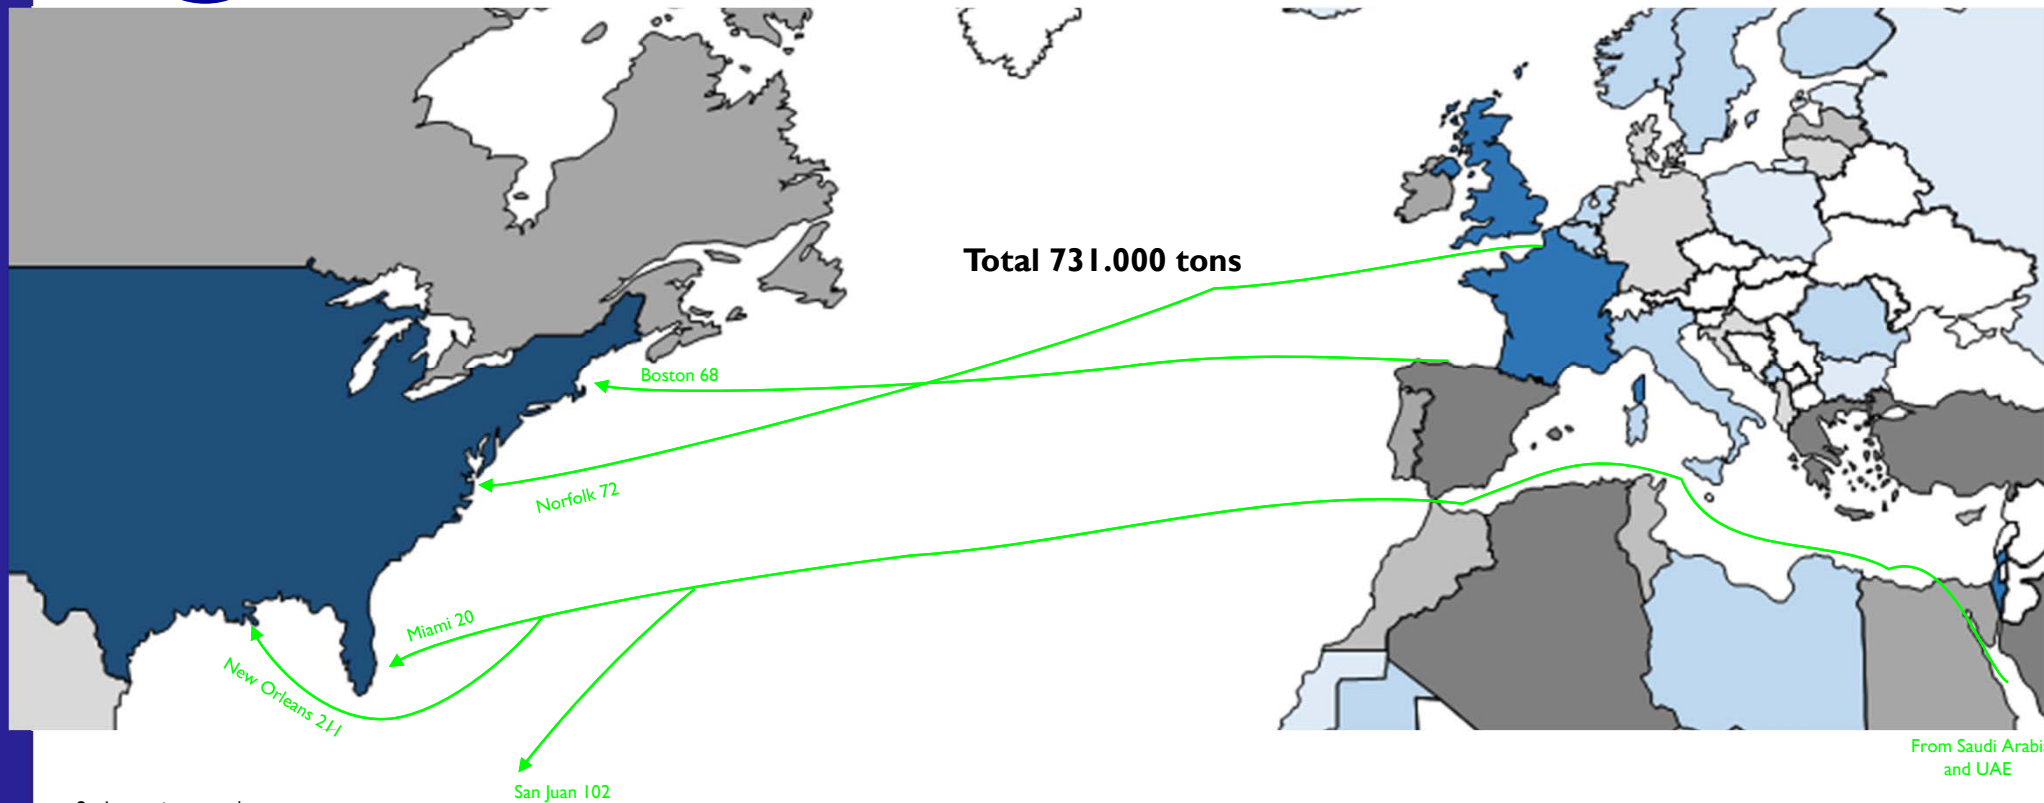 Total 731.000 tons
Boston 68
Norfolk 72
Miami 20
New Orleans 211
San Juan 102
From Saudi Arabi
and UAE